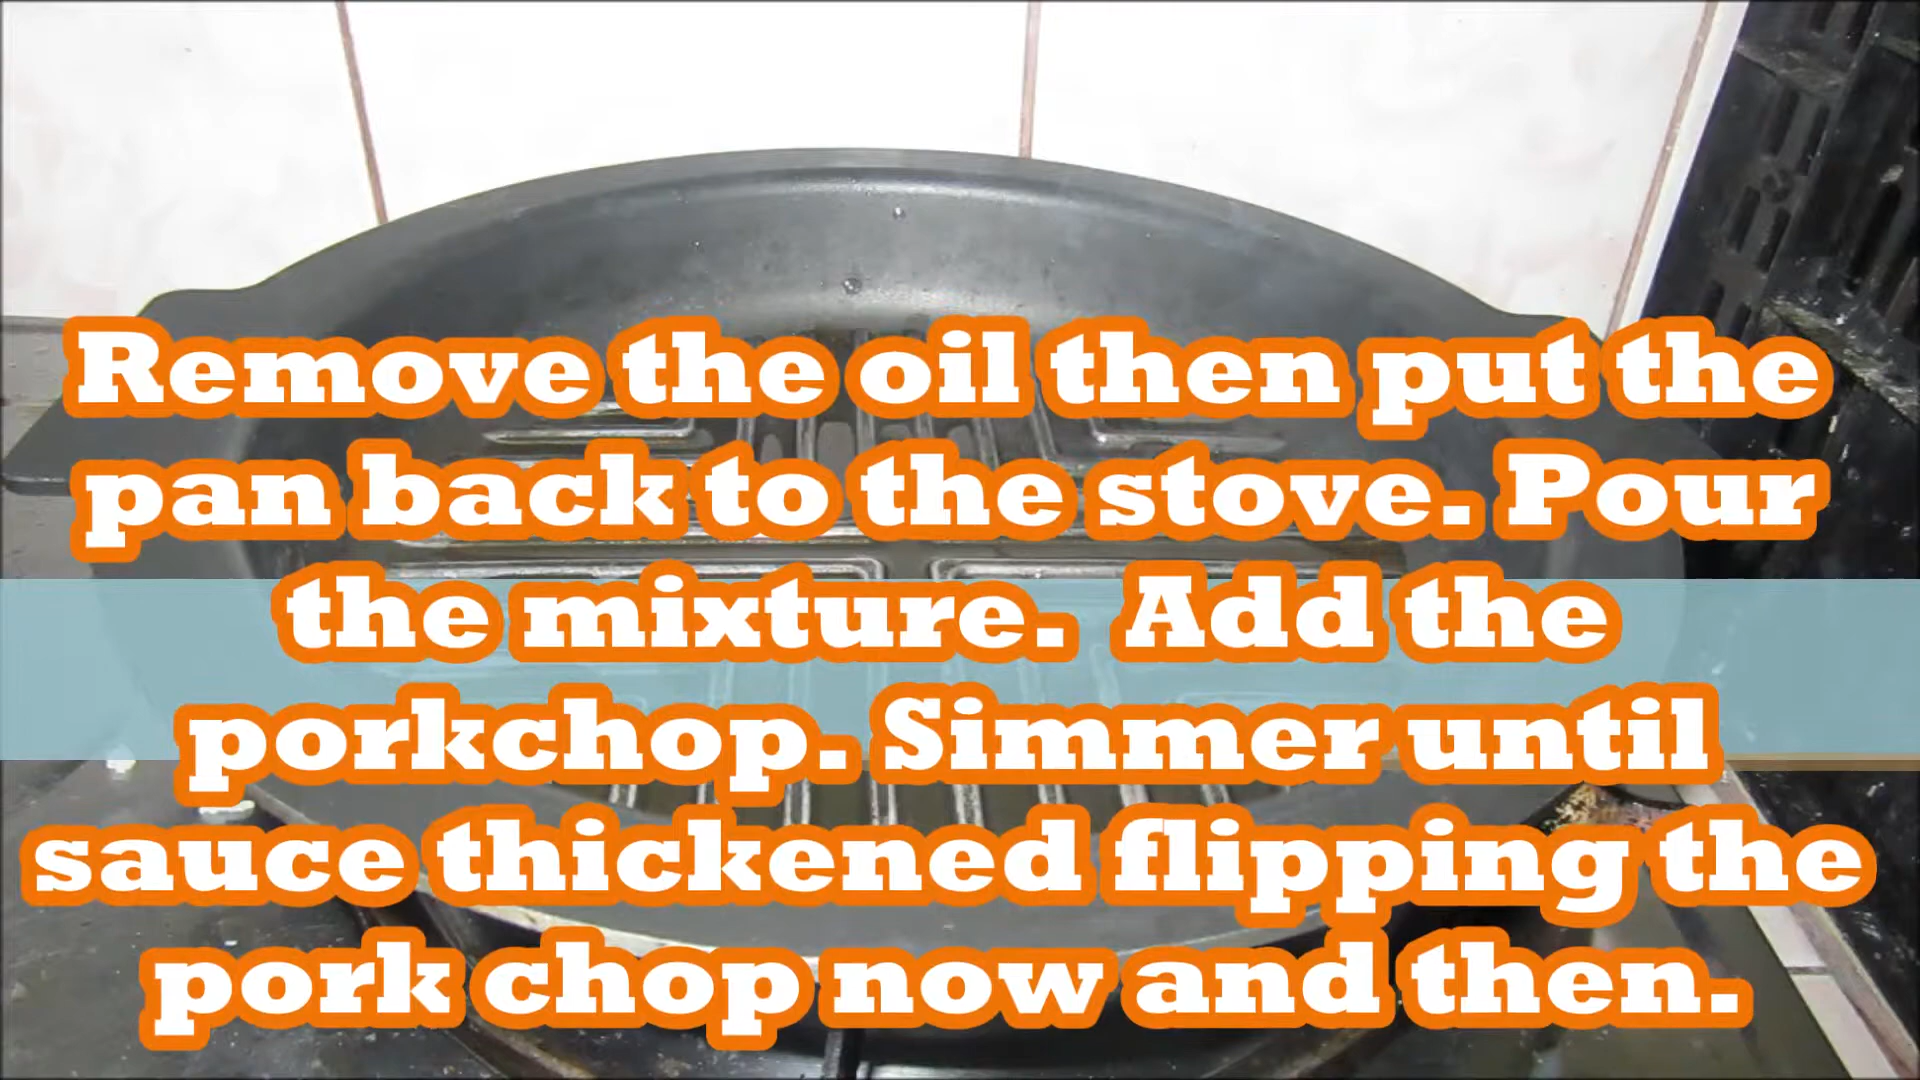 Remove the oil then put the
pan back to the stove. Pour
the mixture.  Add the
porkchop. Simmer until
sauce thickened flipping the
pork chop now and then.